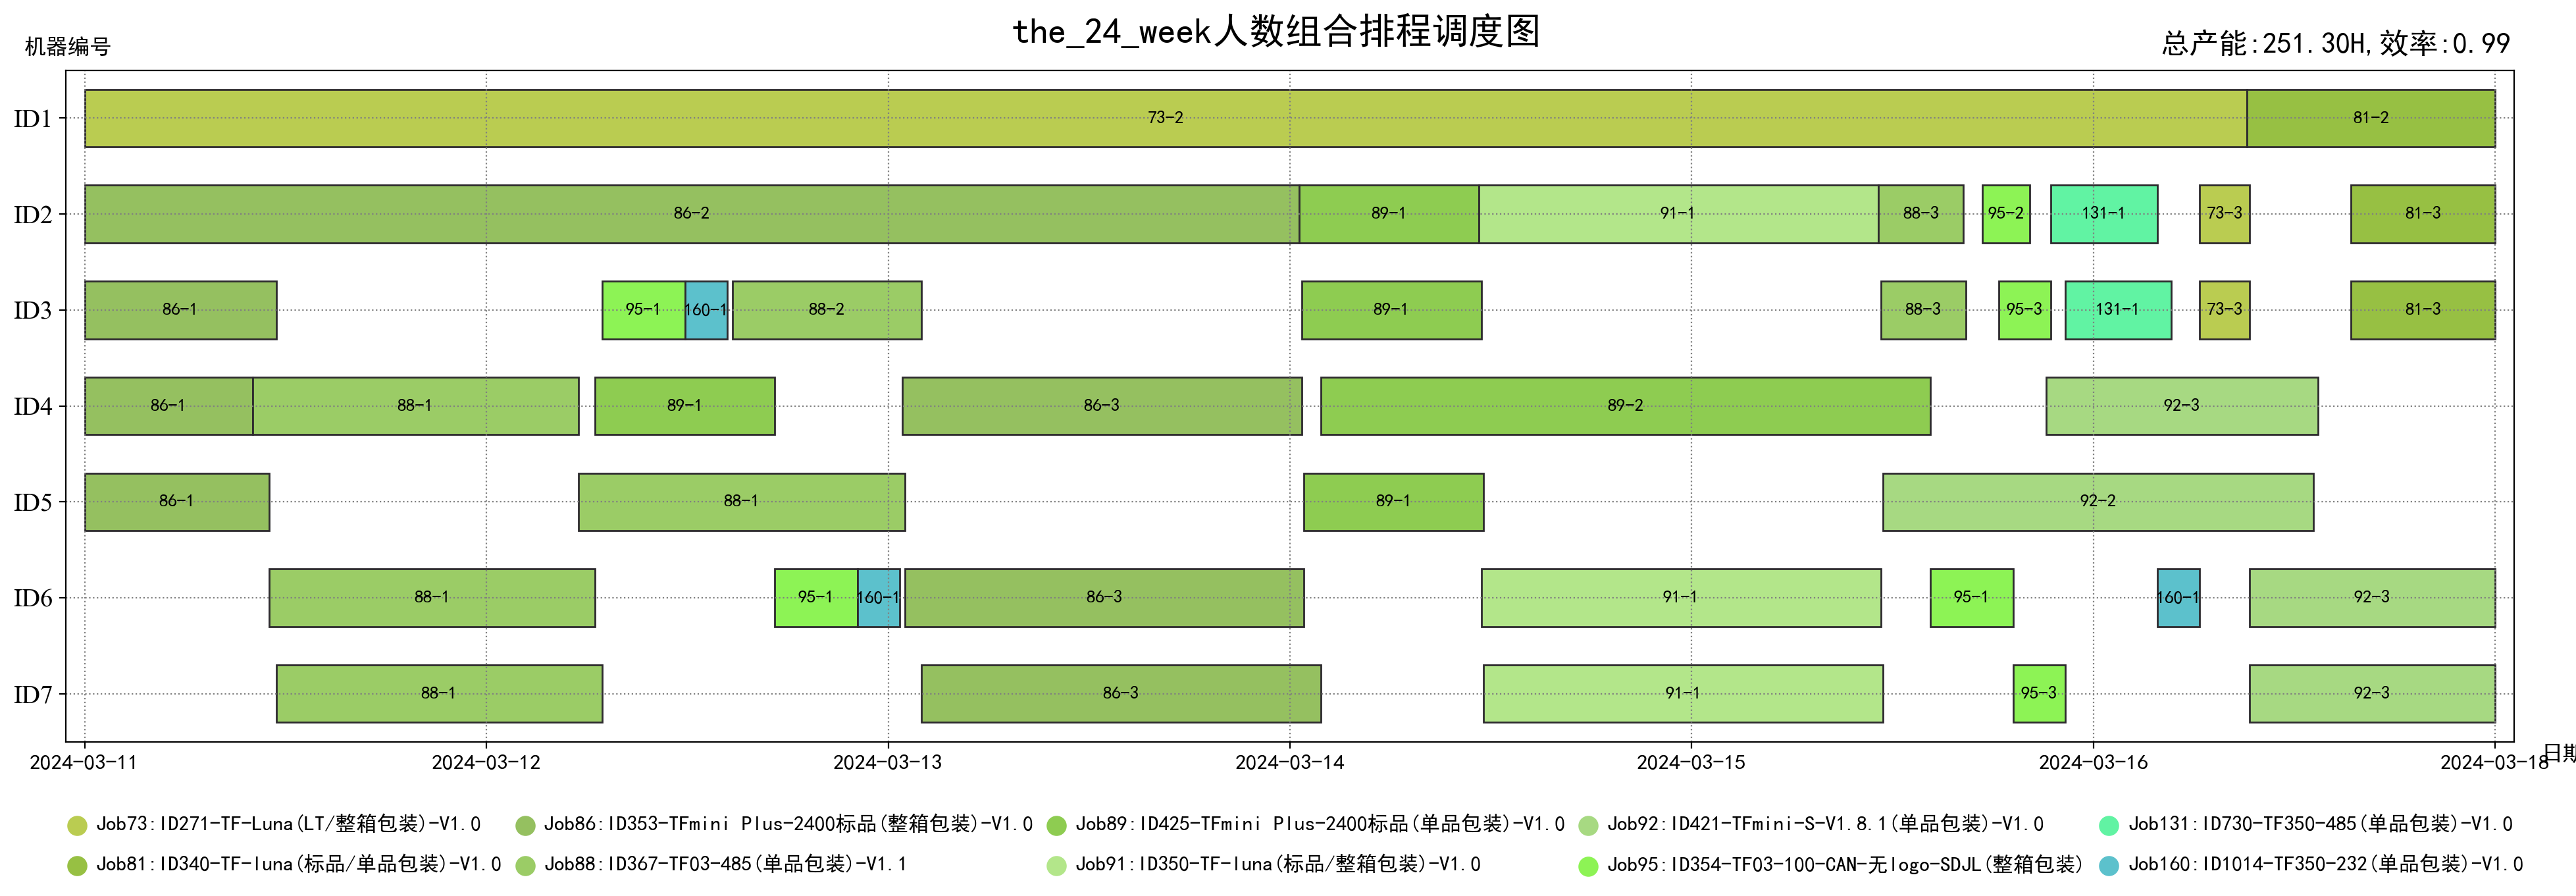 the_24_week人数组合排程调度图
机器编号
总产能:251.30H,效率:0.99
ID1 73-2 81-2
ID2 86-2 89-1 91-1 88-3 95-2 131-1 73-3 81-3
ID3 86-1 95-1 160-1 88-2 89-1 88-3 95-3 131-1 73-3 81-3
ID4 86-1 88-1 89-1 86-3 89-2 92-3
ID5 86-1 88-1 89-1 92-2
ID6 88-1 95-1 160-1 86-3 91-1 95-1 160-1 92-3
ID7 88-1 86-3 91-1 95-3 92-3
2024-03-11 2024-03-12 2024-03-13 2024-03-14 2024-03-15 2024-03-16 2024-03-18 日期
Job73:ID271-TF-Luna(LT/整箱包装)-V1.0 Job86:ID353-TFmini Plus-2400标品(整箱包装)-V1.0 Job89:ID425-TFmini Plus-2400标品(单品包装)-V1.0 Job92:ID421-TFmini-S-V1.8.1(单品包装)-V1.0 Job131:ID730-TF350-485(单品包装)-V1.0
Job81:ID340-TF-luna(标品/单品包装)-V1.0 Job88:ID367-TF03-485(单品包装)-V1.1 Job91:ID350-TF-luna(标品/整箱包装)-V1.0 Job95:ID354-TF03-100-CAN-无logo-SDJL(整箱包装) Job160:ID1014-TF350-232(单品包装)-V1.0